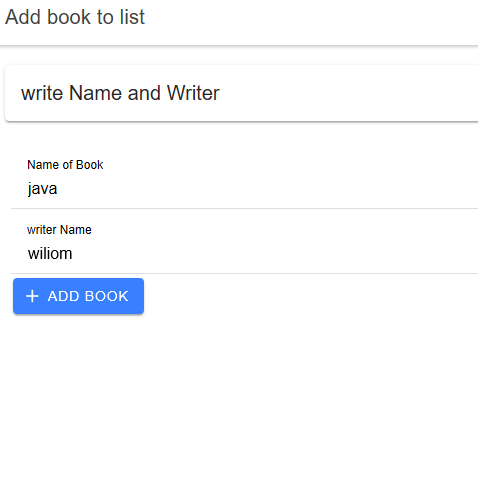 Add book to list
write Name and Writer
Name of Book
java
writer Name
wiliom
+ ADD BOOK